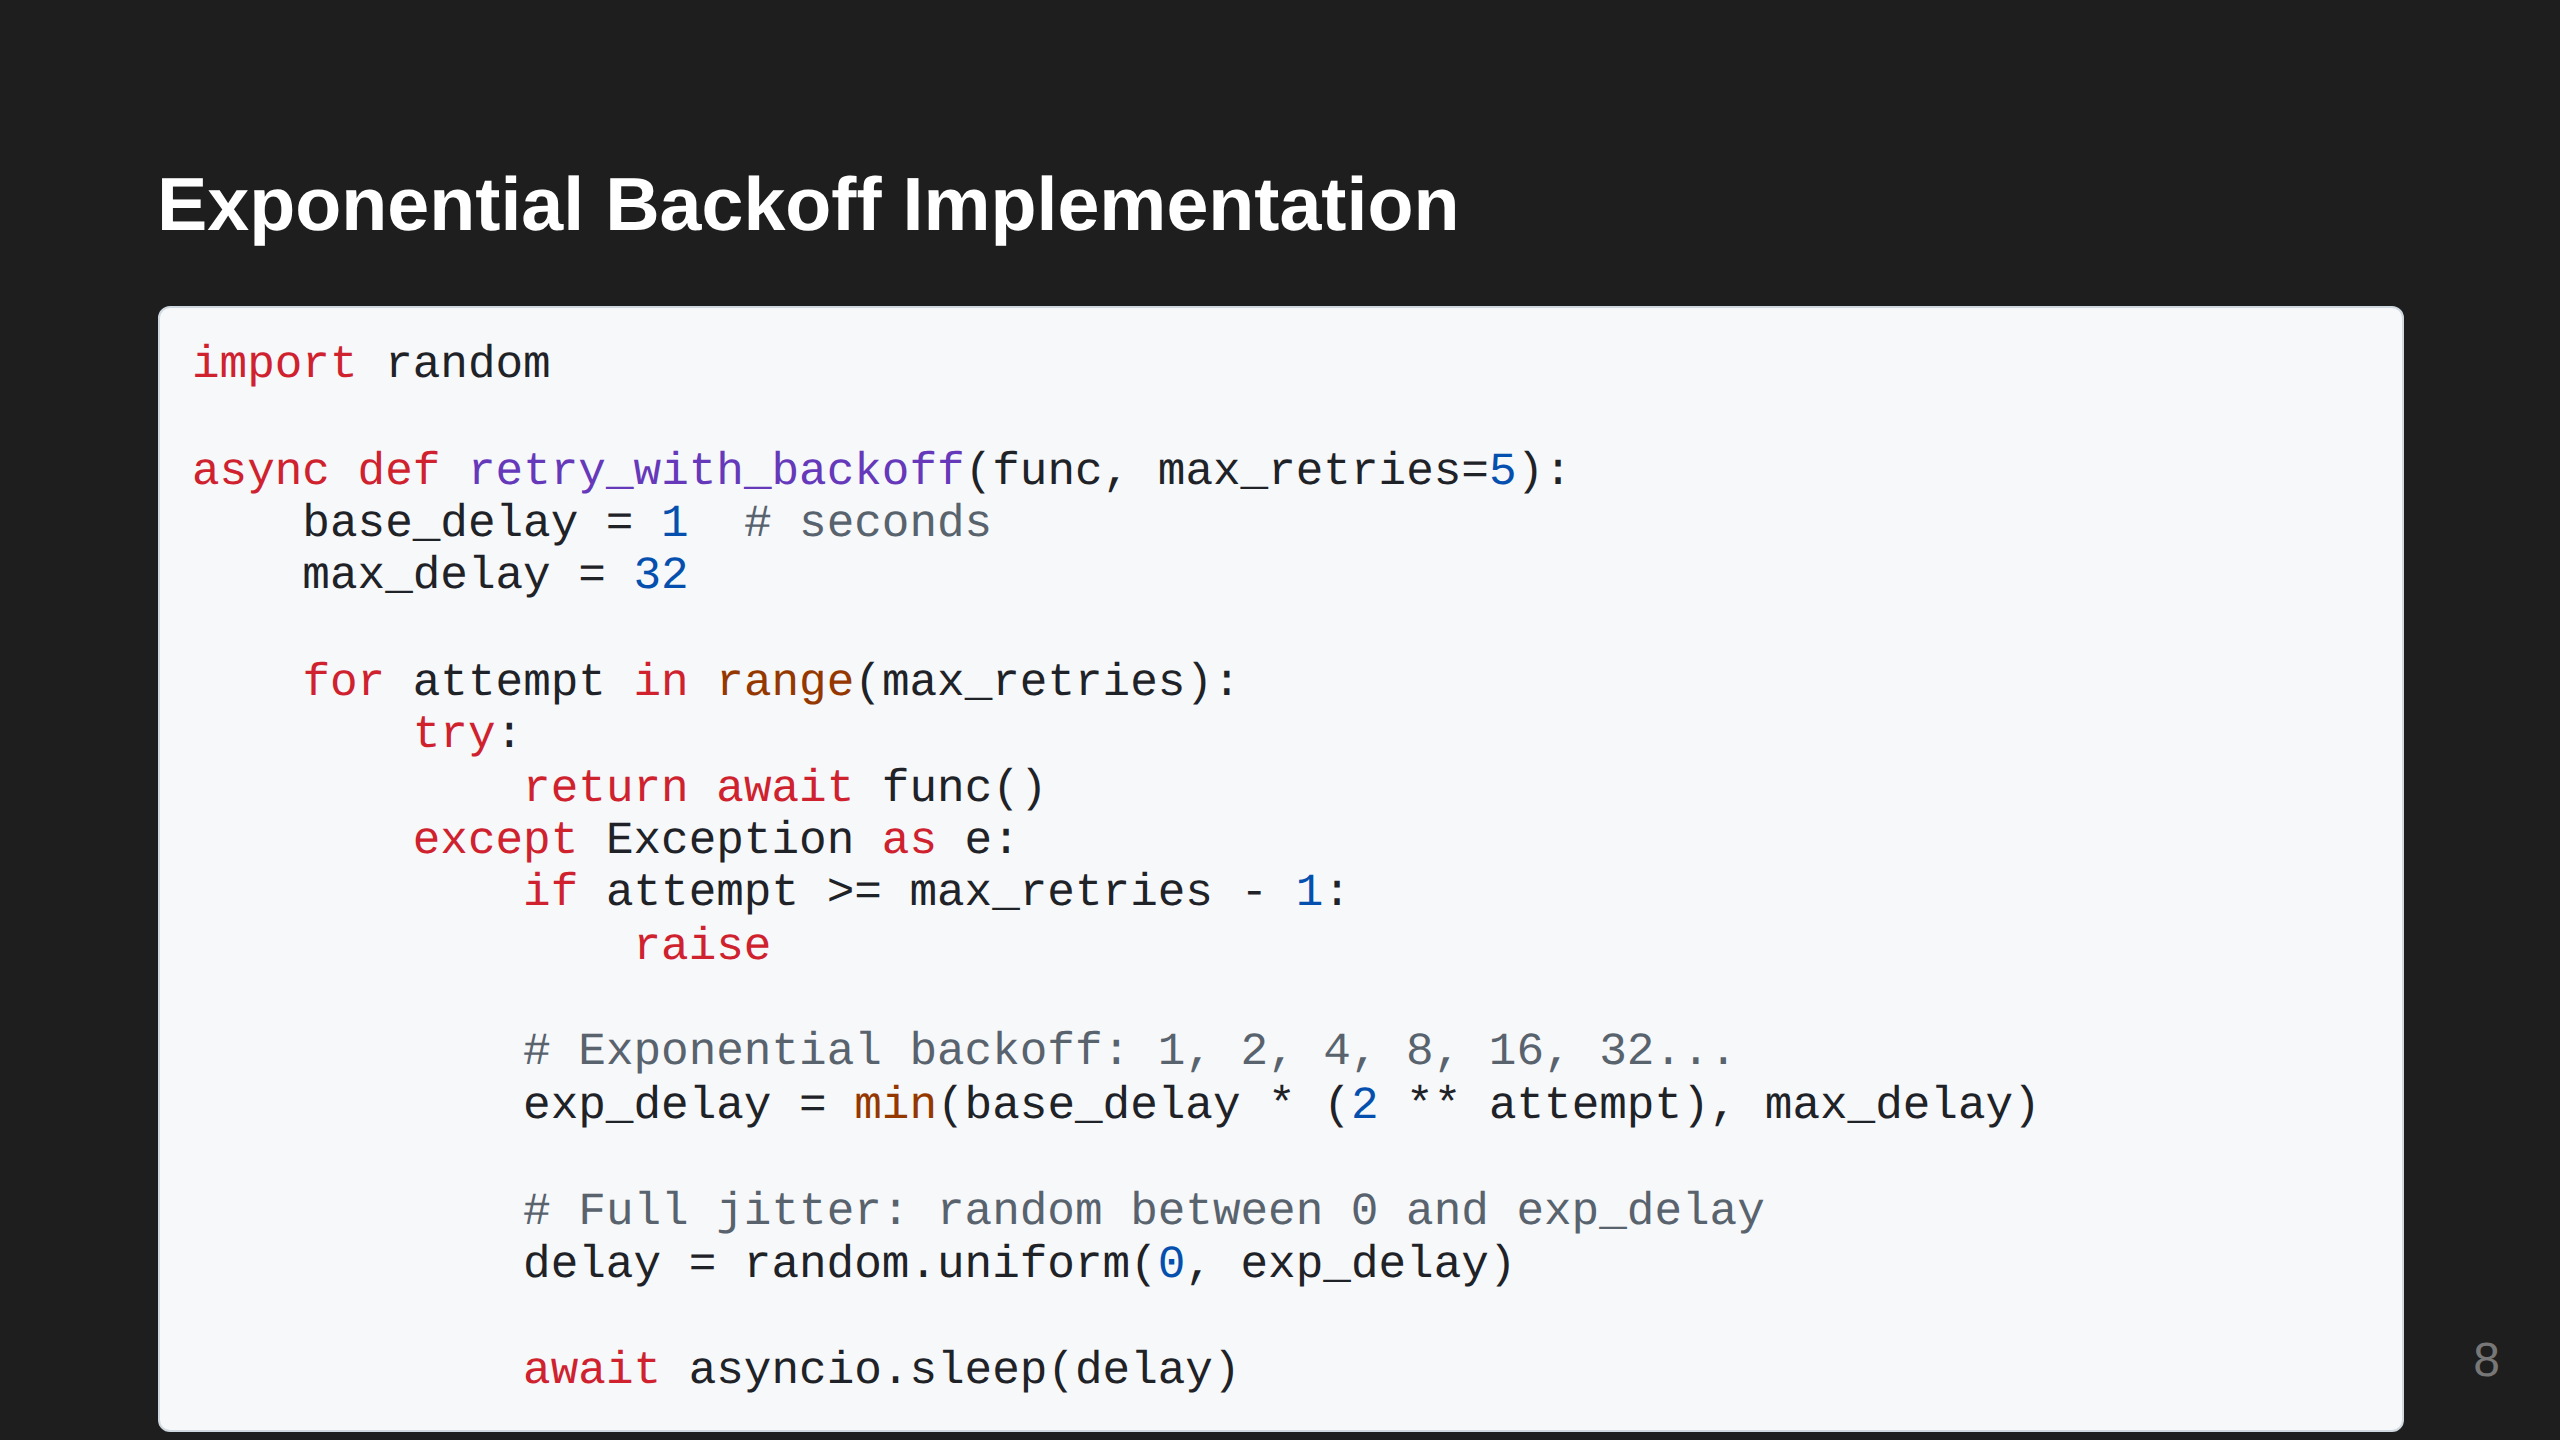 Exponential Backoff Implementation
import random
async def retry_with_backoff(func, max_retries=5):
    base_delay = 1  # seconds
    max_delay = 32
    for attempt in range(max_retries):
        try:
            return await func()
        except Exception as e:
            if attempt >= max_retries - 1:
                raise
            # Exponential backoff: 1, 2, 4, 8, 16, 32...
            exp_delay = min(base_delay * (2 ** attempt), max_delay)
            # Full jitter: random between 0 and exp_delay
            delay = random.uniform(0, exp_delay)
            await asyncio.sleep(delay)
8